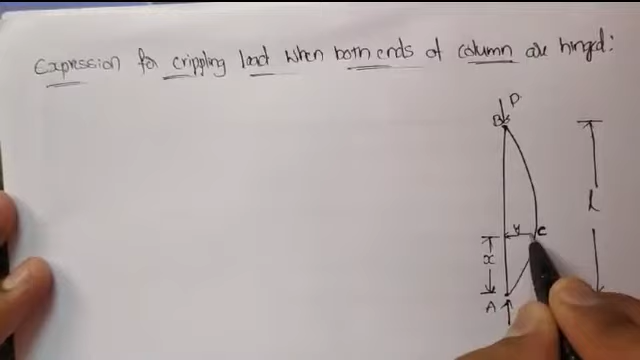 Expression for crippling load when both ends of column are hinged:
P
B
y
C
x
l
A